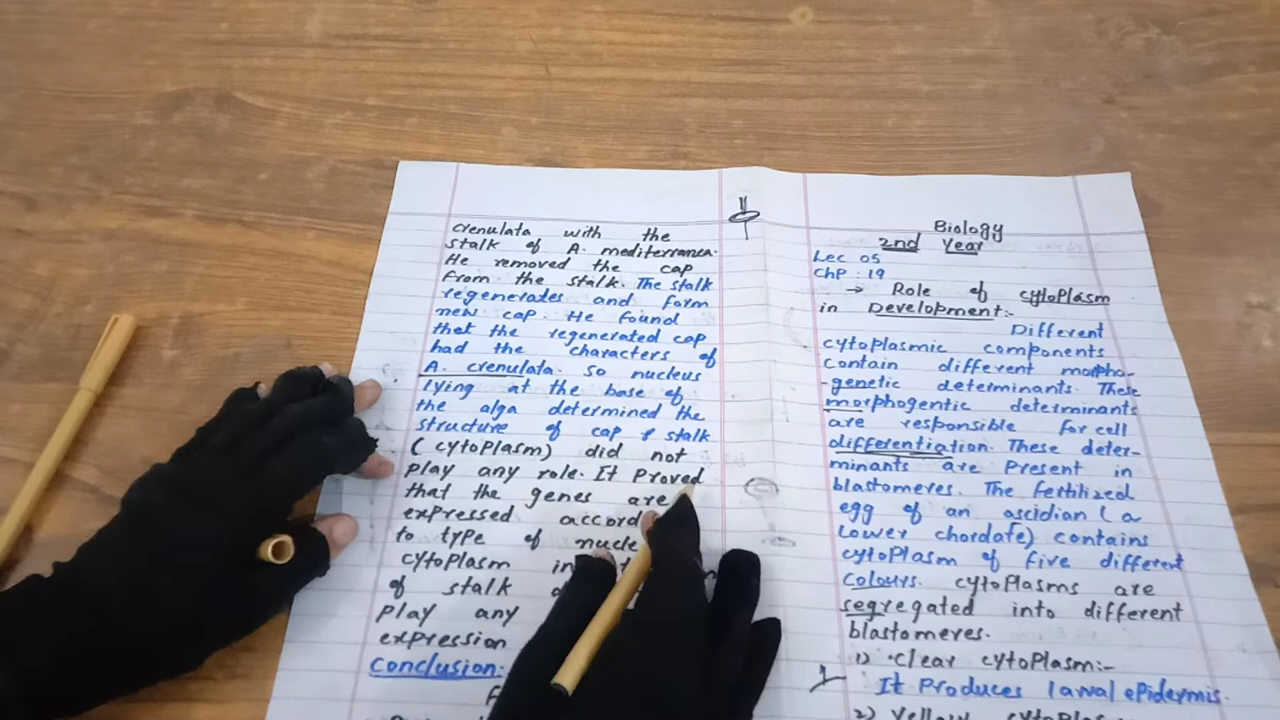 crenulata with the
stalk of A. mediterranea.
He removed the cap
from the stalk. The stalk
regenerates and form
new cap. He found
that the regenerated cap
had the characters of
A. crenulata. So nucleus
lying at the base of
the alga determined the
structure of cap & stalk
(cytoplasm) did not
play any role. It proved
that the genes are
expressed accord
to type of nucle
cytoplasm in
of stalk
play any
expression
Conclusion:
Biology
2nd Year
Lec 05
Chp : 19
→ Role of cytoplasm
in Development:-
Different
cytoplasmic components
contain different morpho-
-genetic determinants. These
morphogentic determinants
are responsible for cell
differentiation. These deter-
minants are present in
blastomeres. The fertilized
egg of an ascidian (a
lower chordate) contains
cytoplasm of five different
colours. cytoplasms are
segregated into different
blastomeres.
1) Clear cytoplasm:-
It produces larval epidermis.
2) Yellow cytoplasm